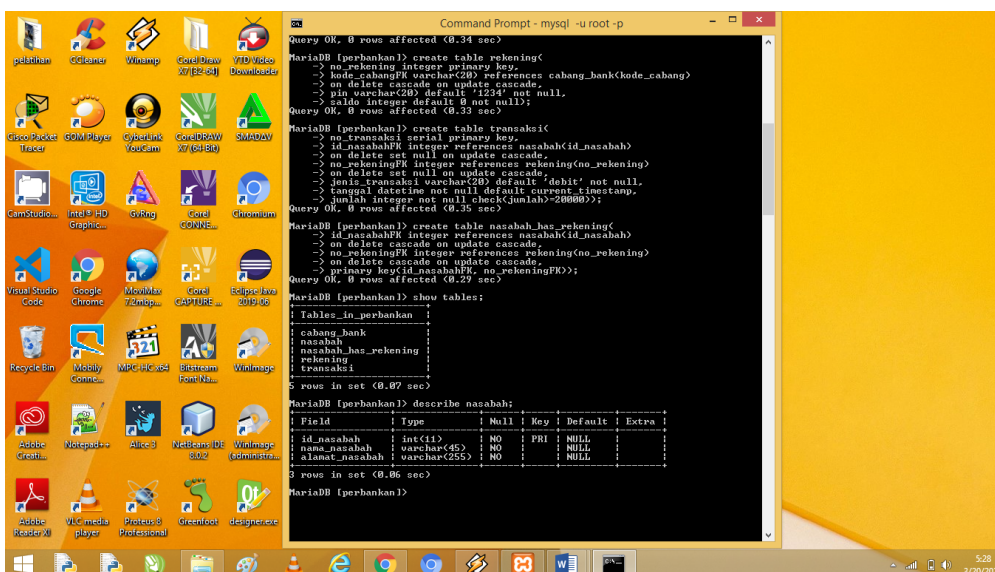 Command Prompt - mysql -u root -p
Query OK, 0 rows affected (0.34 sec)
MariaDB [perbankan]> create table rekening(
-> no_rekening integer primary key,
-> kode_cabangFK varchar(20) references cabang_bank(kode_cabang)
-> on delete cascade on update cascade,
-> pin varchar(20) default '1234' not null,
-> saldo integer default 0 not null);
Query OK, 0 rows affected (0.33 sec)
MariaDB [perbankan]> create table transaksi(
-> no_transaksi serial primary key,
-> id_nasabahFK integer references nasabah(id_nasabah)
-> on delete set null on update cascade,
-> no_rekeningFK integer references rekening(no_rekening)
-> on delete set null on update cascade,
-> jenis_transaksi varchar(20) default 'debit' not null,
-> tanggal datetime not null default current_timestamp,
-> jumlah integer not null check(jumlah>=20000));
Query OK, 0 rows affected (0.35 sec)
MariaDB [perbankan]> create table nasabah_has_rekening(
-> id_nasabahFK integer references nasabah(id_nasabah)
-> on delete cascade on update cascade,
-> no_rekeningFK integer references rekening(no_rekening)
-> on delete cascade on update cascade,
-> primary key(id_nasabahFK, no_rekeningFK));
Query OK, 0 rows affected (0.29 sec)
MariaDB [perbankan]> show tables;
Tables_in_perbankan
cabang_bank
nasabah
nasabah_has_rekening
rekening
transaksi
5 rows in set (0.07 sec)
MariaDB [perbankan]> describe nasabah;
Field | Type | Null | Key | Default | Extra
id_nasabah | int(11) | NO | PRI | NULL |
nama_nasabah | varchar(45) | NO | | NULL |
alamat_nasabah | varchar(255) | NO | | NULL |
3 rows in set (0.06 sec)
MariaDB [perbankan]>
pelatihan
CCleaner
Winamp
Corel Draw
X7 [32-64]
YTD Video
Downloader
Cisco Packet
Tracer
GOM Player
CyberLink
YouCam
CorelDRAW
X7 (64-Bit)
SMADAV
CamStudio...
Intel® HD
Graphic...
GvRng
Corel
CONNE...
Chromium
Visual Studio
Code
Google
Chrome
MoviMax
7.2mbp...
Corel
CAPTURE ...
Eclipse Java
2019-06
Recycle Bin
Mobily
Conne...
MPC-HC x64
Bitstream
Font Na...
WinImage
Adobe
Creati...
Notepad++
Alice 3
NetBeans IDE
8.0.2
WinImage
(administra...
Adobe
Reader XI
VLC media
player
Proteus 8
Professional
Greenfoot
designer.exe
5:28